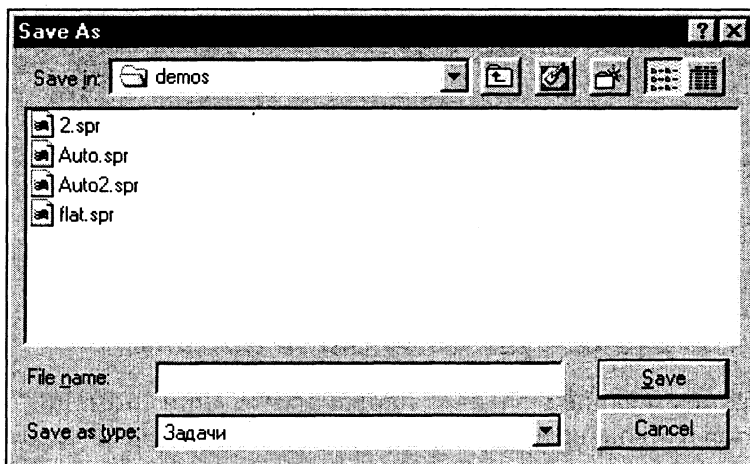 Save As
Save in: demos
2.spr
Auto.spr
Auto2.spr
flat.spr
File name: Save
Save as type: Задачи Cancel